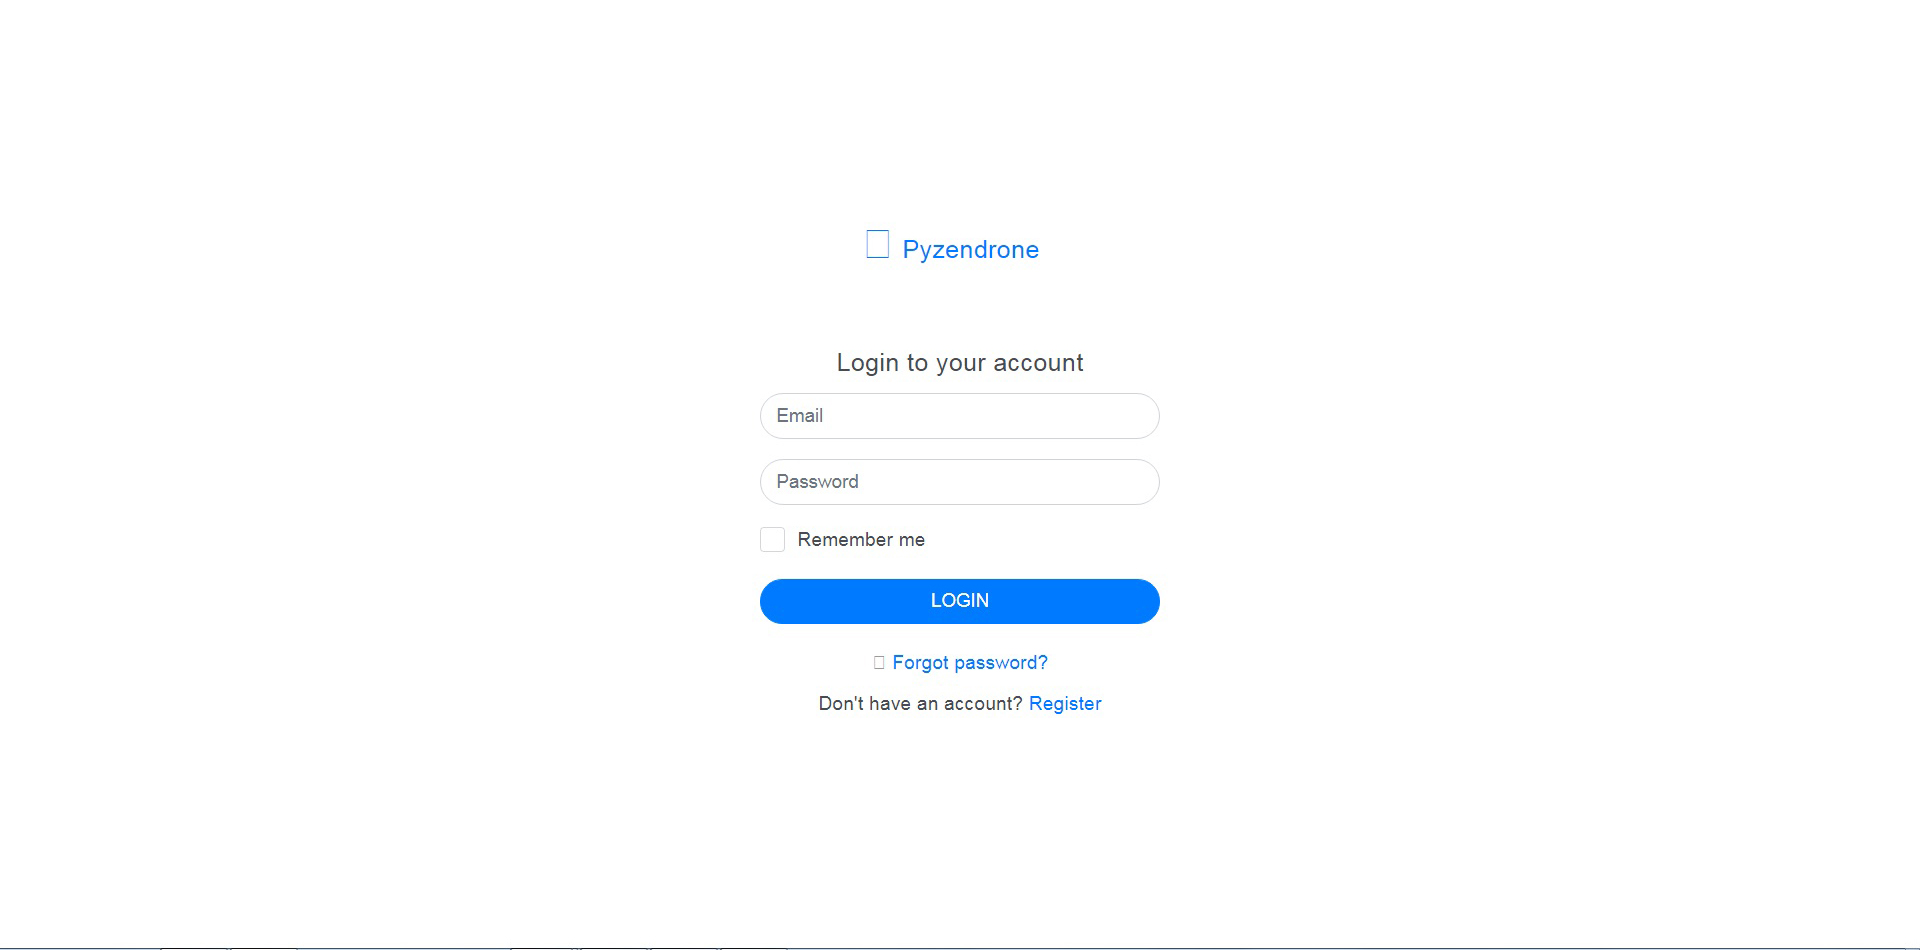 Pyzendrone
Login to your account
Email
Password
Remember me
LOGIN
Forgot password?
Don't have an account? Register